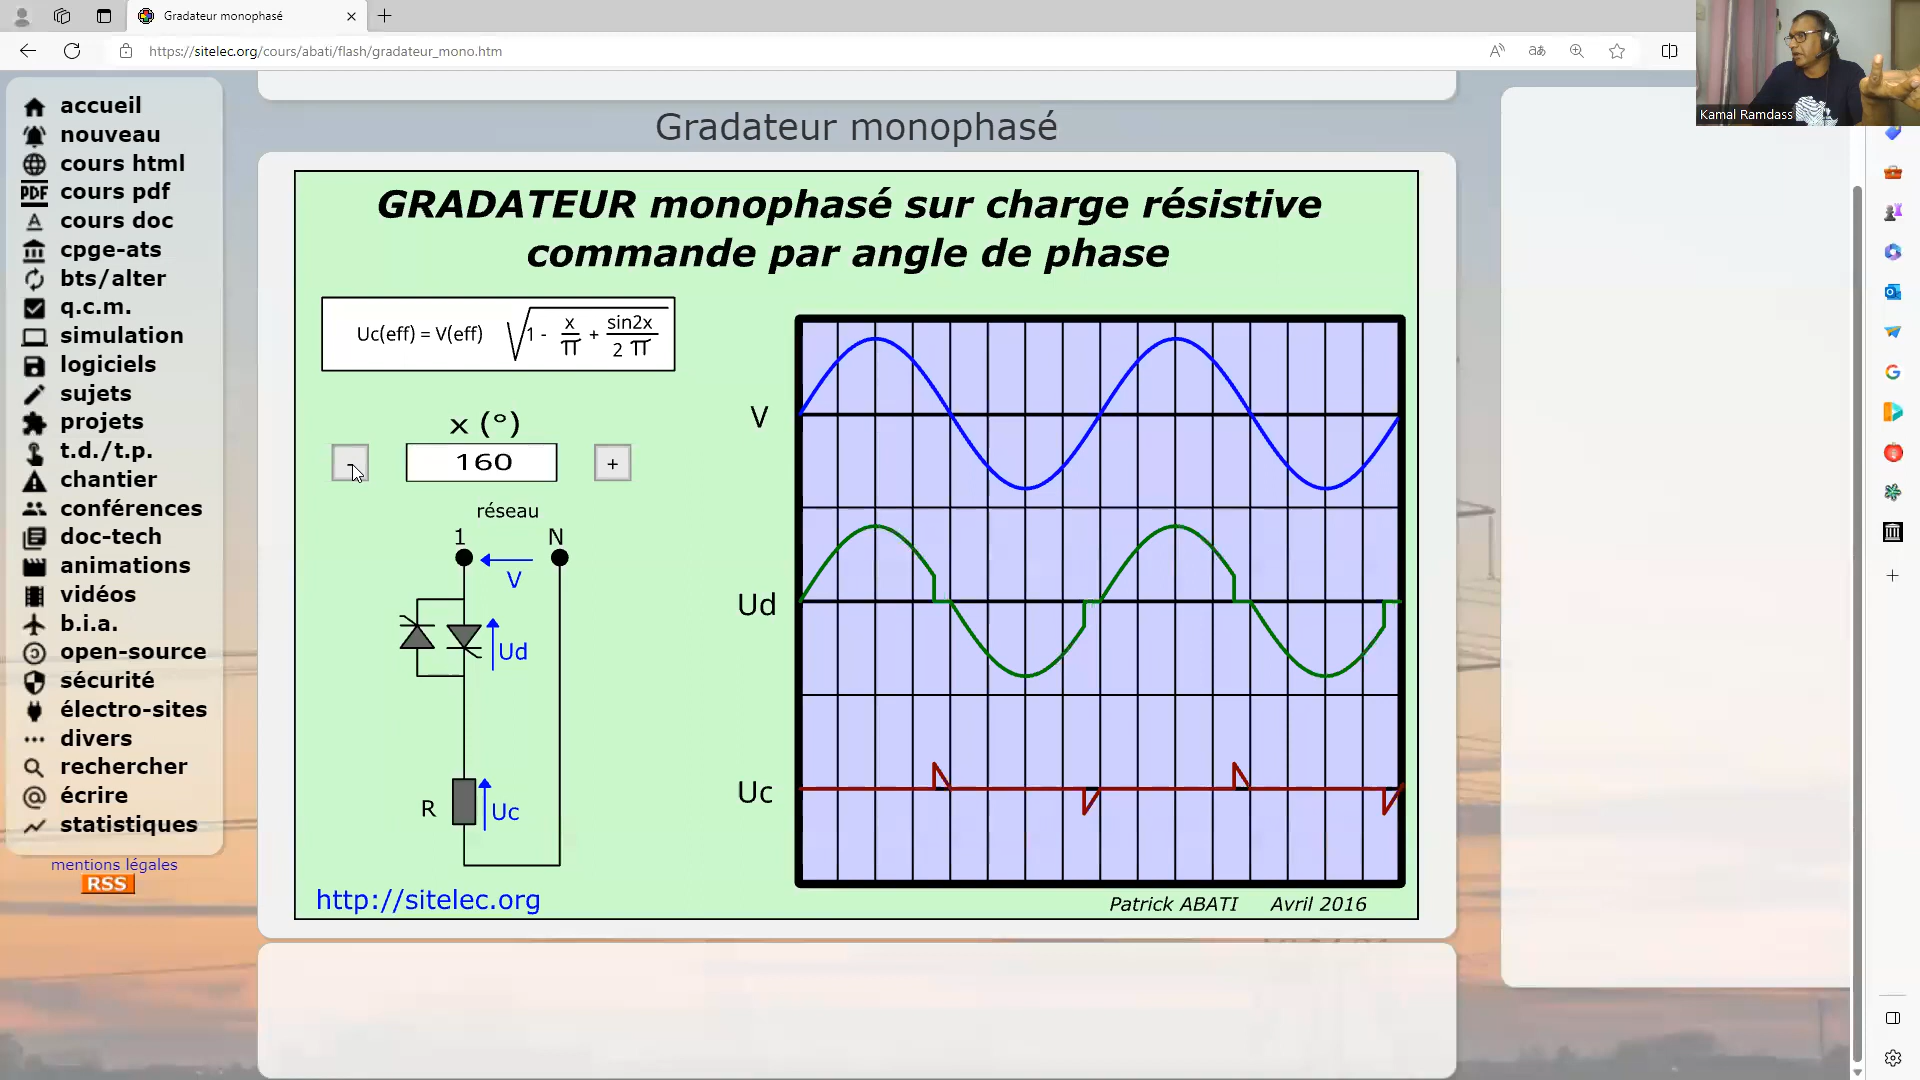 Gradateur monophasé
https://sitelec.org/cours/abati/flash/gradateur_mono.htm
Kamal Ramdass
accueil
nouveau
cours html
PDF cours pdf
cours doc
cpge-ats
bts/alter
q.c.m.
simulation
logiciels
sujets
projets
t.d./t.p.
chantier
conférences
doc-tech
animations
vidéos
b.i.a.
open-source
sécurité
électro-sites
divers
rechercher
écrire
statistiques
mentions légales
RSS
Gradateur monophasé
GRADATEUR monophasé sur charge résistive
commande par angle de phase
Uc(eff) = V(eff) √ 1 - x/π + sin2x/2π
x (°)
- 160 +
réseau
1 N
V
Ud
R Uc
V
Ud
Uc
http://sitelec.org
Patrick ABATI Avril 2016